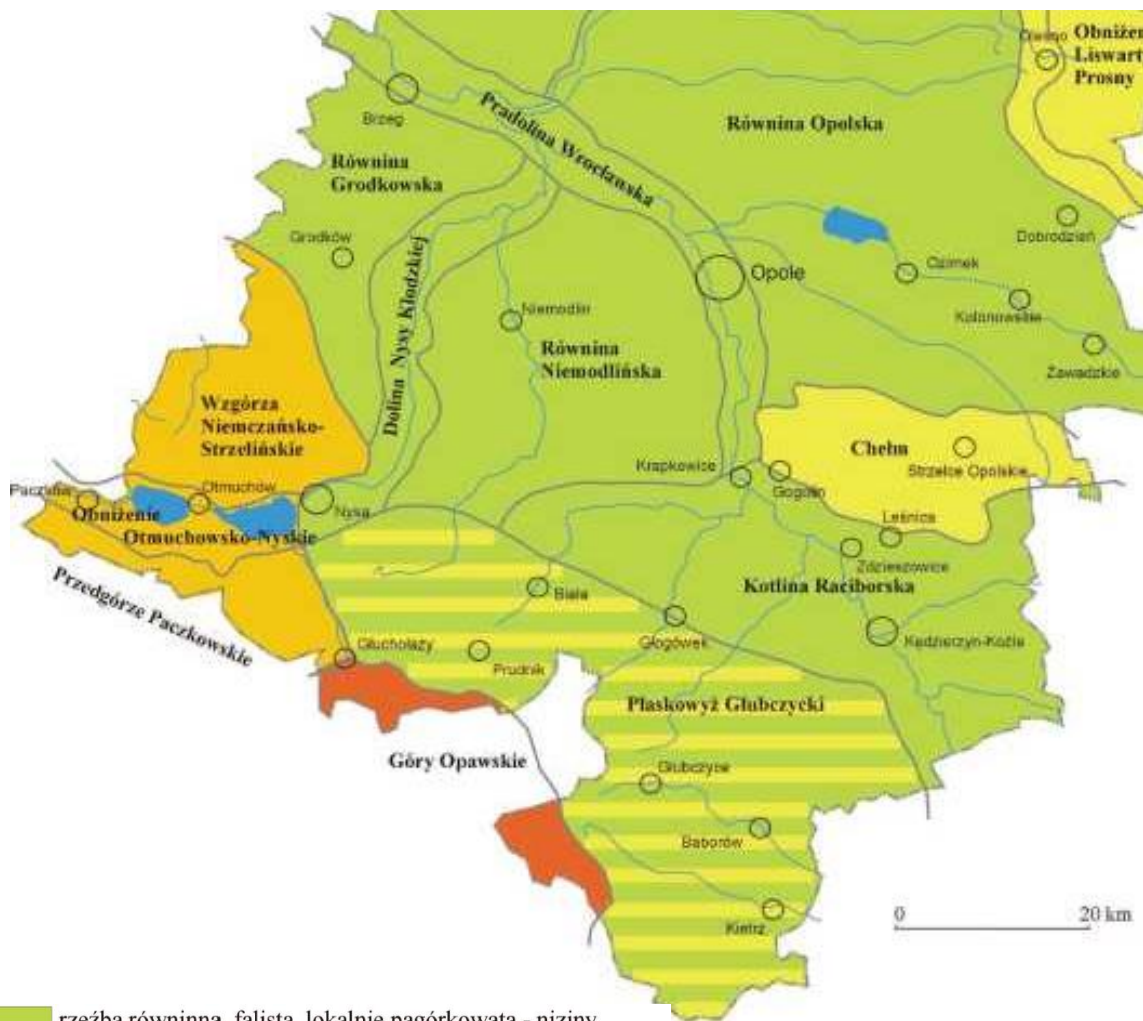 Olesno
Obniżen
Liswart
Prosny
Brzeg
Pradolina Wrocławska
Równina Opolska
Równina
Grodkowska
Grodków
Dobrodzień
Opole
Ozimek
Dolina Nysy Kłodzkiej
Niemodlin
Kolonowskie
Równina
Niemodlińska
Zawadzkie
Wzgórza
Niemczańsko-
Strzelińskie
Chełm
Krapkowice
Strzelce Opolskie
Gogolin
Paczków
Otmuchów
Nysa
Obniżenie
Otmuchowsko-Nyskie
Leśnica
Zdzieszowice
Przedgórze Paczkowskie
Biała
Kotlina Raciborska
Głuchołazy
Prudnik
Głogówek
Kędzierzyn-Koźle
Płaskowyż Głubczycki
Góry Opawskie
Głubczyce
Baborów
Kietrz
0 20 km
rzeźba równinna, falista, lokalnie pagórkowata - niziny